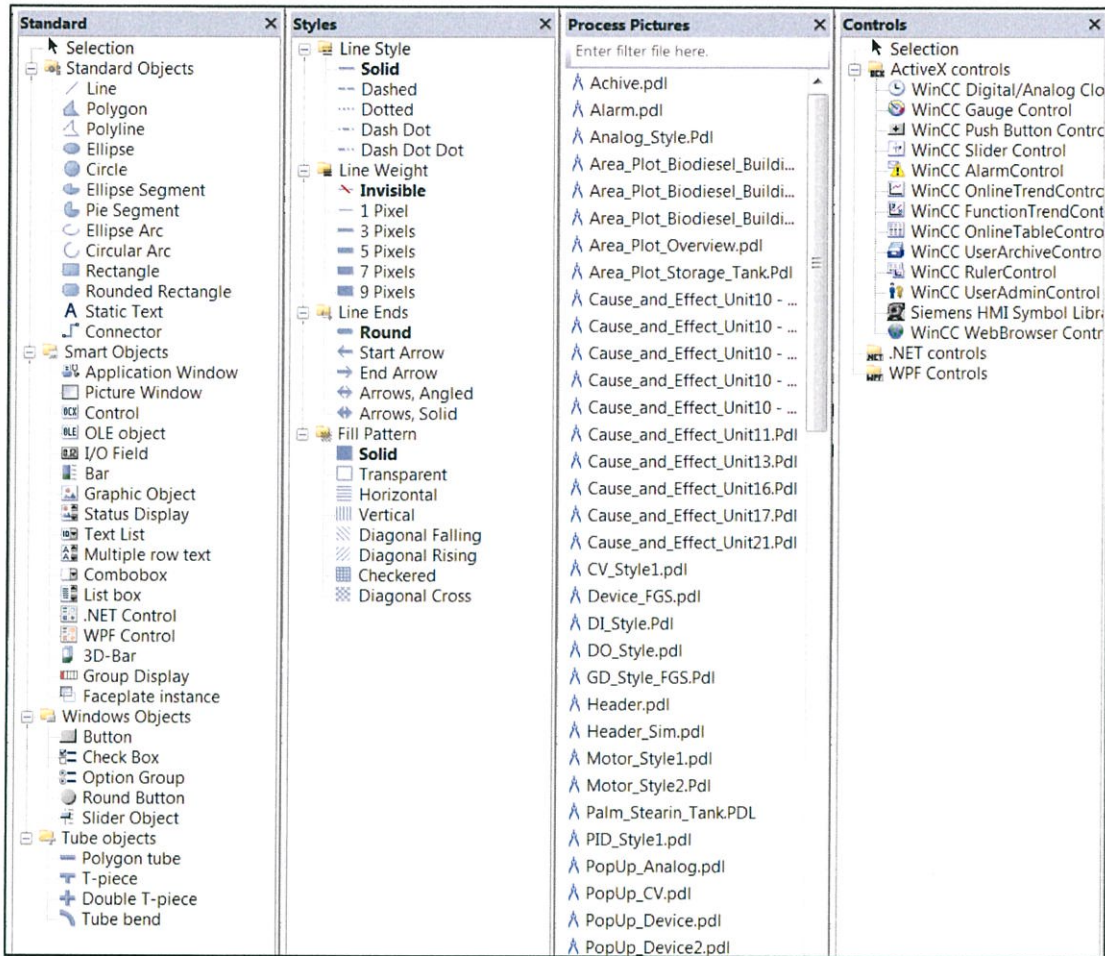 Standard
Selection
Standard Objects
Line
Polygon
Polyline
Ellipse
Circle
Ellipse Segment
Pie Segment
Ellipse Arc
Circular Arc
Rectangle
Rounded Rectangle
A Static Text
Connector
Smart Objects
Application Window
Picture Window
OCX Control
OLE OLE object
0.12 I/O Field
Bar
Graphic Object
Status Display
Text List
Multiple row text
Combobox
List box
.NET Control
WPF Control
3D-Bar
Group Display
Faceplate instance
Windows Objects
Button
Check Box
Option Group
Round Button
Slider Object
Tube objects
Polygon tube
T-piece
Double T-piece
Tube bend
Styles
Line Style
Solid
Dashed
Dotted
Dash Dot
Dash Dot Dot
Line Weight
Invisible
1 Pixel
3 Pixels
5 Pixels
7 Pixels
9 Pixels
Line Ends
Round
Start Arrow
End Arrow
Arrows, Angled
Arrows, Solid
Fill Pattern
Solid
Transparent
Horizontal
Vertical
Diagonal Falling
Diagonal Rising
Checkered
Diagonal Cross
Process Pictures
Enter filter file here.
Achive.pdl
Alarm.pdl
Analog_Style.Pdl
Area_Plot_Biodiesel_Buildi...
Area_Plot_Biodiesel_Buildi...
Area_Plot_Biodiesel_Buildi...
Area_Plot_Overview.pdl
Area_Plot_Storage_Tank.Pdl
Cause_and_Effect_Unit10 - ...
Cause_and_Effect_Unit10 - ...
Cause_and_Effect_Unit10 - ...
Cause_and_Effect_Unit10 - ...
Cause_and_Effect_Unit10 - ...
Cause_and_Effect_Unit11.Pdl
Cause_and_Effect_Unit13.Pdl
Cause_and_Effect_Unit16.Pdl
Cause_and_Effect_Unit17.Pdl
Cause_and_Effect_Unit21.Pdl
CV_Style1.pdl
Device_FGS.pdl
DI_Style.Pdl
DO_Style.pdl
GD_Style_FGS.Pdl
Header.pdl
Header_Sim.pdl
Motor_Style1.pdl
Motor_Style2.Pdl
Palm_Stearin_Tank.PDL
PID_Style1.pdl
PopUp_Analog.pdl
PopUp_CV.pdl
PopUp_Device.pdl
PopUp_Device2.pdl
Controls
Selection
OCX ActiveX controls
WinCC Digital/Analog Clo
WinCC Gauge Control
WinCC Push Button Contro
WinCC Slider Control
WinCC AlarmControl
WinCC OnlineTrendContro
WinCC FunctionTrendCont
WinCC OnlineTableContro
WinCC UserArchiveContro
WinCC RulerControl
WinCC UserAdminControl
Siemens HMI Symbol Libra
WinCC WebBrowser Contr
.NET .NET controls
WPF WPF Controls